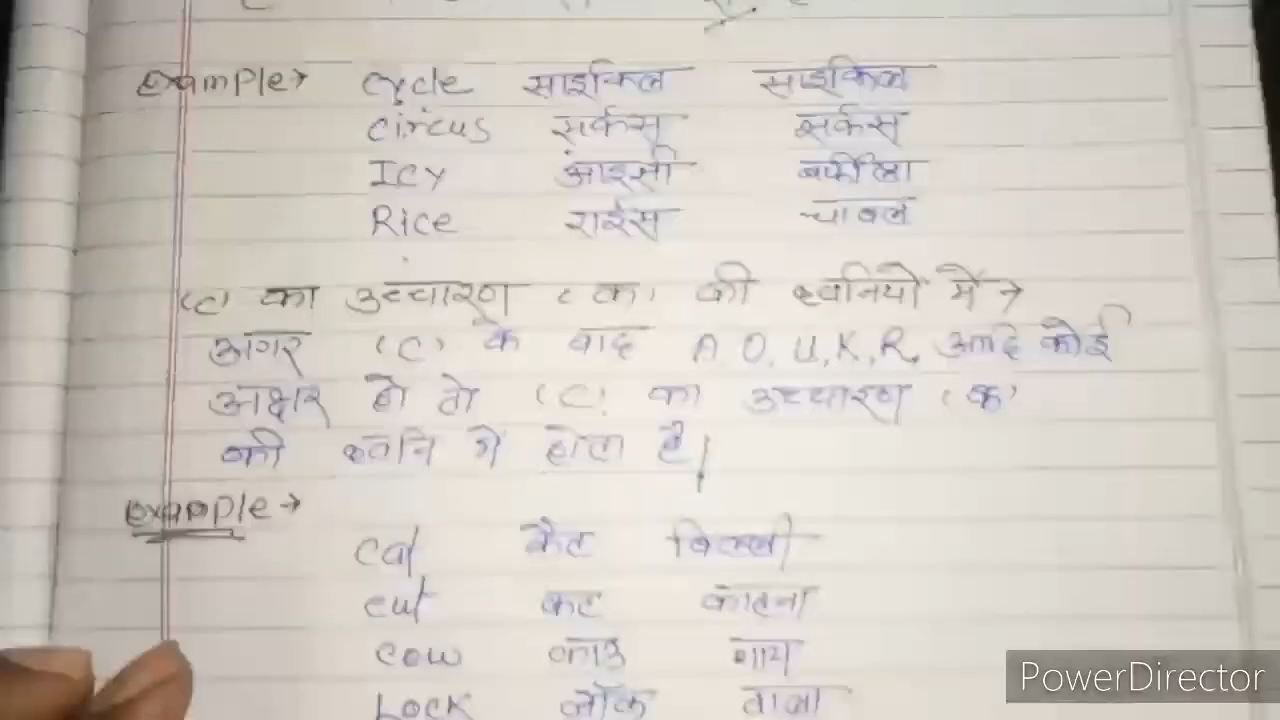 Example→ Cycle साइकिल साइकिल
Circus सर्कस सर्कस
Icy आइसी बर्फीला
Rice राईस चावल
'C' का उच्चारण 'क' की ध्वनियों में →
अगर 'C' के बाद A O, U, K, R, आदि कोई
अक्षर हो तो 'C' का उच्चारण 'क'
की ध्वनि में होता है।
Example→
Cat कैट बिल्ली
Cut कट काटना
Cow काउ गाय
Lock लॉक ताला
PowerDirector